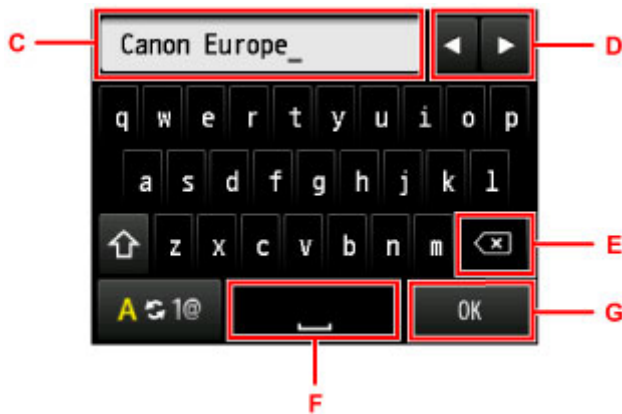 C Canon Europe_ ◄ ► D
q w e r t y u i o p
a s d f g h j k l
z x c v b n m E
A 1@ OK G
F